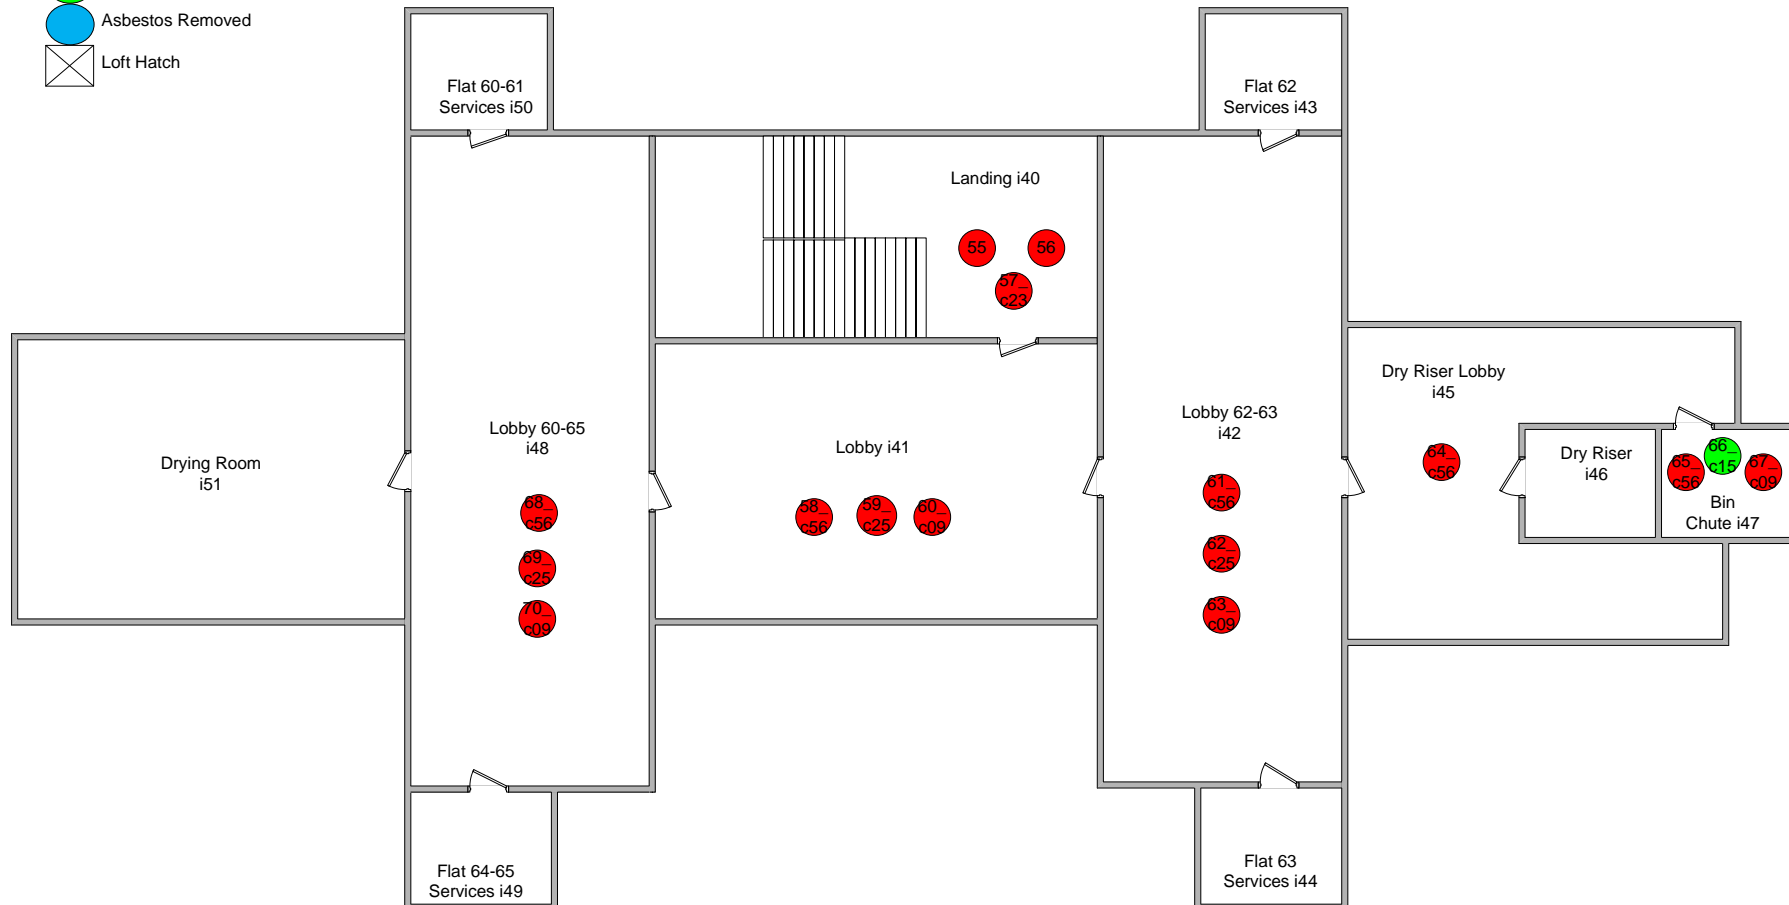 Asbestos Removed
Loft Hatch
Flat 60-61
Services i50
Flat 62
Services i43
Landing i40
55
56
57_
c23
Dry Riser Lobby
i45
Lobby 62-63
i42
Lobby 60-65
i48
Lobby i41
Drying Room
i51
Dry Riser
i46
64_
c56
65_
c56
66_
c15
67_
c09
Bin
Chute i47
61_
c56
62_
c25
63_
c09
58_
c56
59_
c25
60_
c09
68_
c56
69_
c25
70_
c09
Flat 64-65
Services i49
Flat 63
Services i44